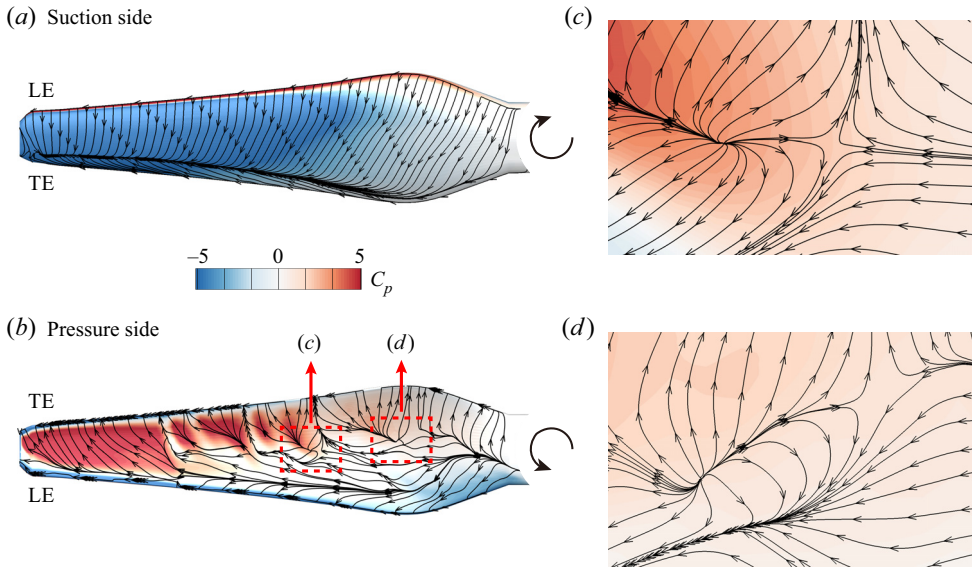 (a) Suction side
LE
TE
–5 0 5
C_p
(b) Pressure side
(c) (d)
TE
LE
(c)
(d)